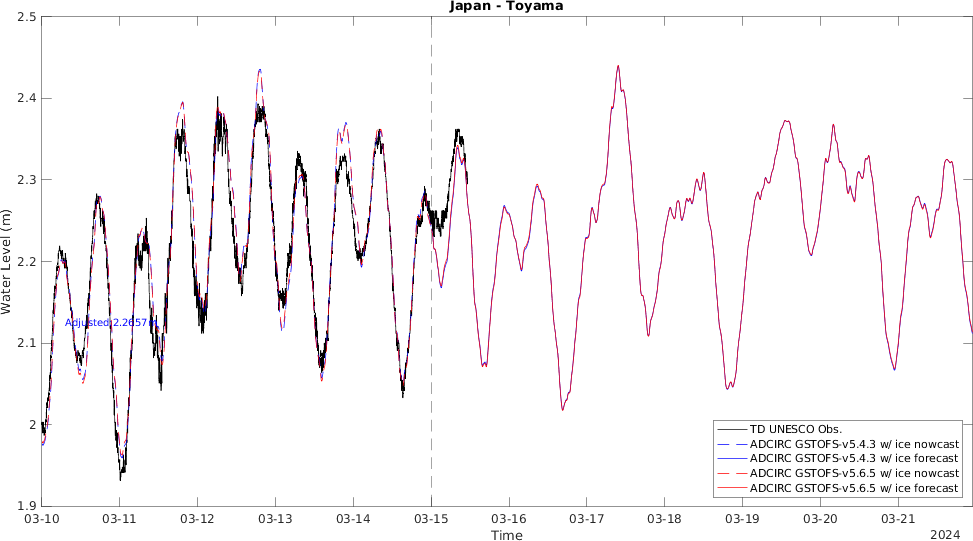 Japan - Toyama
Water Level (m)
2.5
2.4
2.3
2.2
2.1
2
1.9
Adjusted:2.2657m
TD UNESCO Obs.
ADCIRC GSTOFS-v5.4.3 w/ ice nowcast
ADCIRC GSTOFS-v5.4.3 w/ ice forecast
ADCIRC GSTOFS-v5.6.5 w/ ice nowcast
ADCIRC GSTOFS-v5.6.5 w/ ice forecast
03-10 03-11 03-12 03-13 03-14 03-15 03-16 03-17 03-18 03-19 03-20 03-21
Time
2024